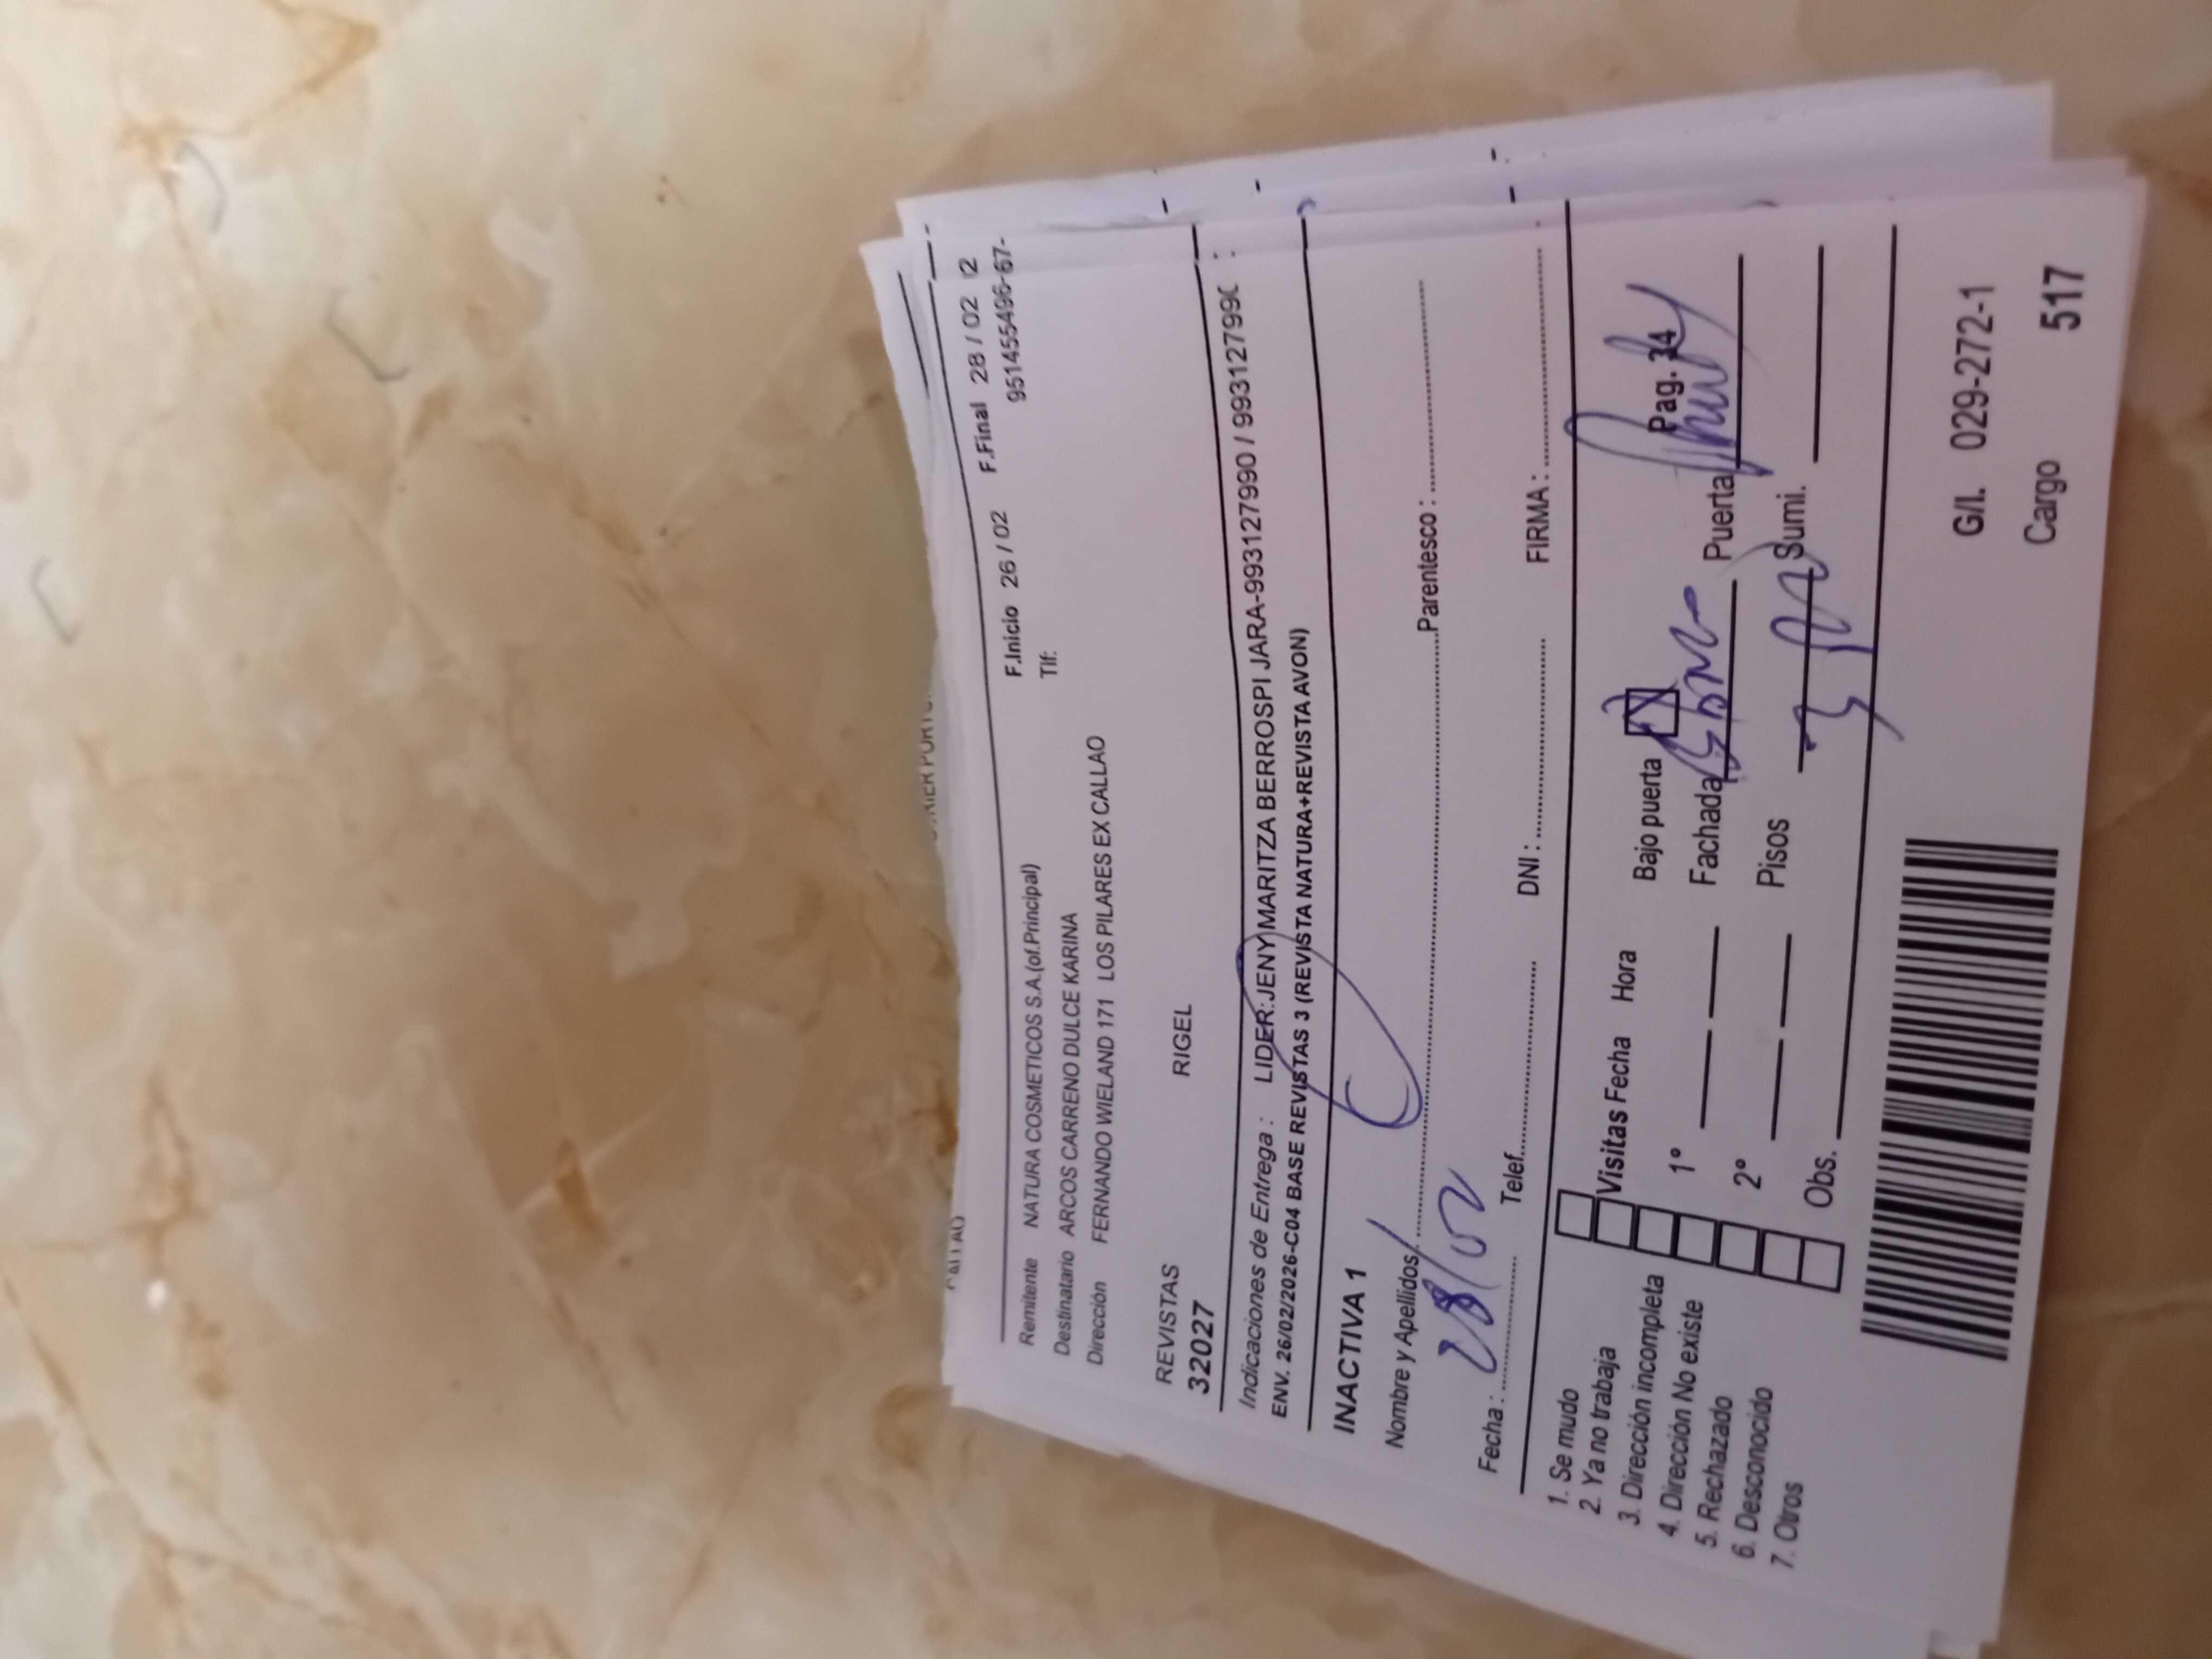 F.Inicio 26 / 02 F.Final 28 / 02
Remitente NATURA COSMETICOS S.A.(of.Principal) Tlf: 951455496-67-
Destinatario ARCOS CARRENO DULCE KARINA
Dirección FERNANDO WIELAND 171 LOS PILARES EX CALLAO
REVISTAS RIGEL
32027
Indicaciones de Entrega : LIDER:JENY MARITZA BERROSPI JARA-993127990 / 993127990
ENV. 26/02/2026-C04 BASE REVISTAS 3 (REVISTA NATURA+REVISTA AVON)
INACTIVA 1
Nombre y Apellidos: Parentesco :
28/02
Fecha : Telef. DNI : FIRMA :
1. Se mudo
2. Ya no trabaja
3. Dirección incompleta
4. Dirección No existe
5. Rechazado
6. Desconocido
7. Otros
Visitas Fecha Hora
1°
2°
Obs.
Bajo puerta Pag. 34
Fachada Puerta
Pisos 3 Sumi.
G/I. 029-272-1
Cargo 517